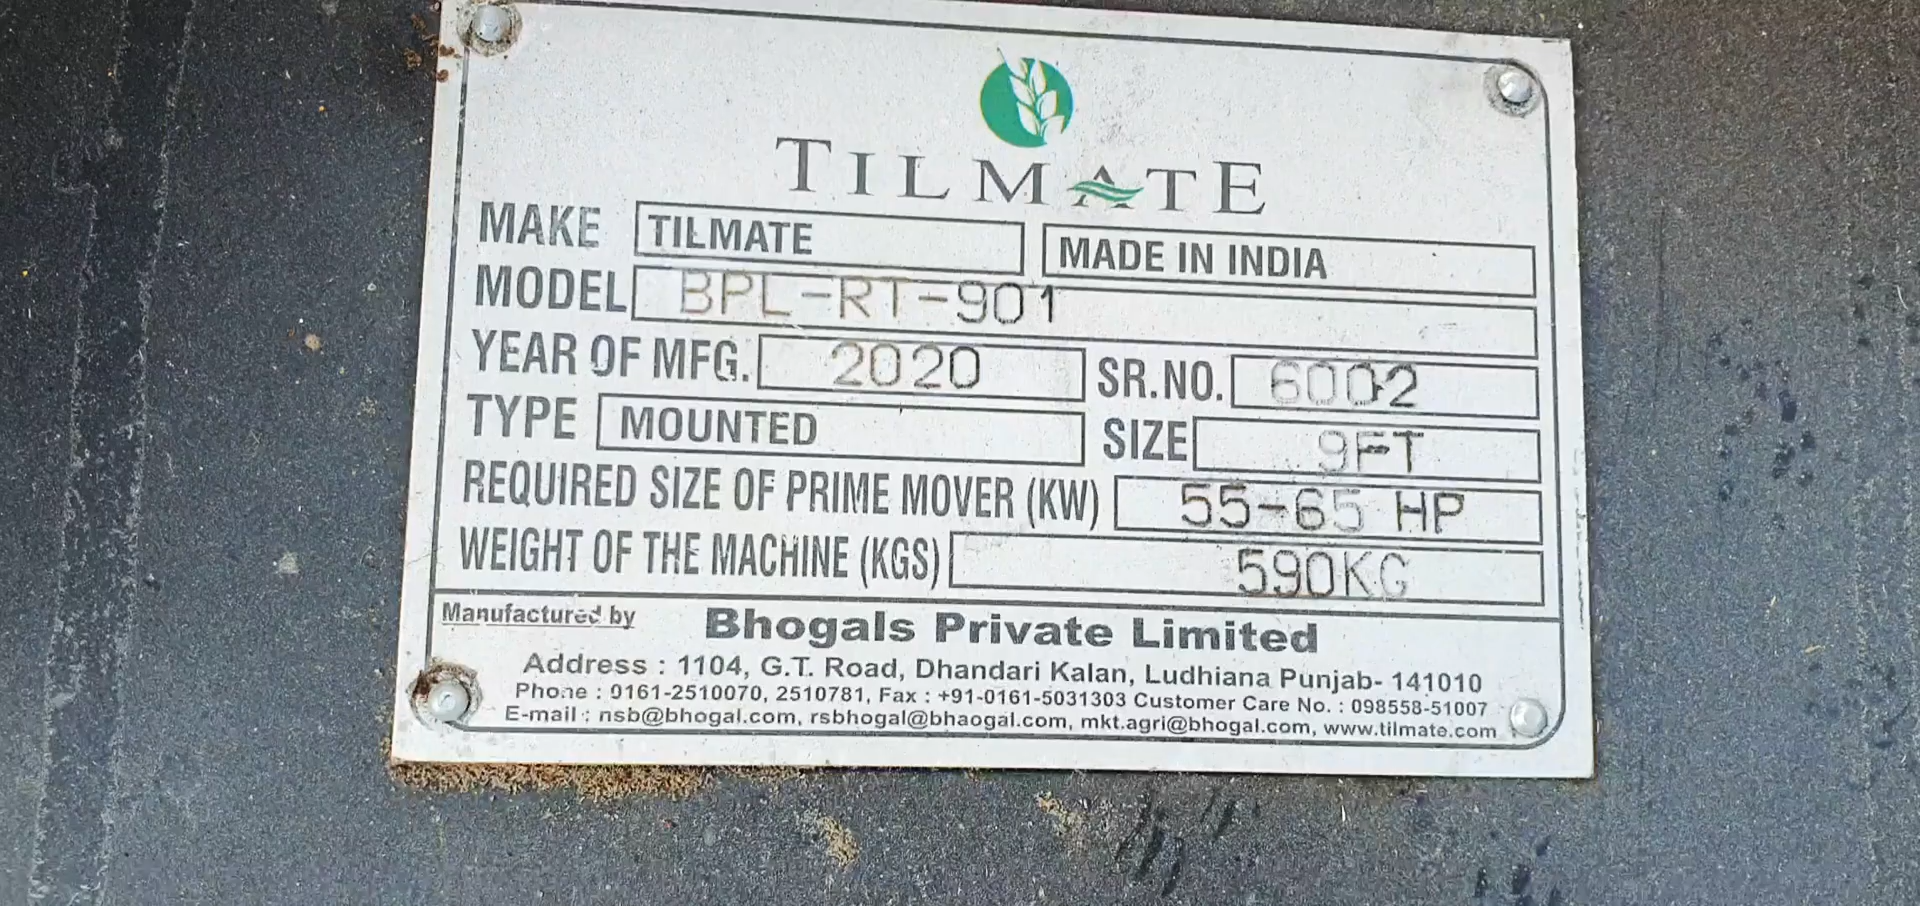 TILMATE
MAKE TILMATE MADE IN INDIA
MODEL BPL-RT-901
YEAR OF MFG. 2020 SR.NO. 6002
TYPE MOUNTED SIZE 9FT
REQUIRED SIZE OF PRIME MOVER (KW) 55-65 HP
WEIGHT OF THE MACHINE (KGS) 590KG
Manufactured by Bhogals Private Limited
Address : 1104, G.T. Road, Dhandari Kalan, Ludhiana Punjab- 141010
Phone : 0161-2510070, 2510781, Fax : +91-0161-5031303 Customer Care No. : 098558-51007
E-mail : nsb@bhogal.com, rsbhogal@bhaogal.com, mkt.agri@bhogal.com, www.tilmate.com